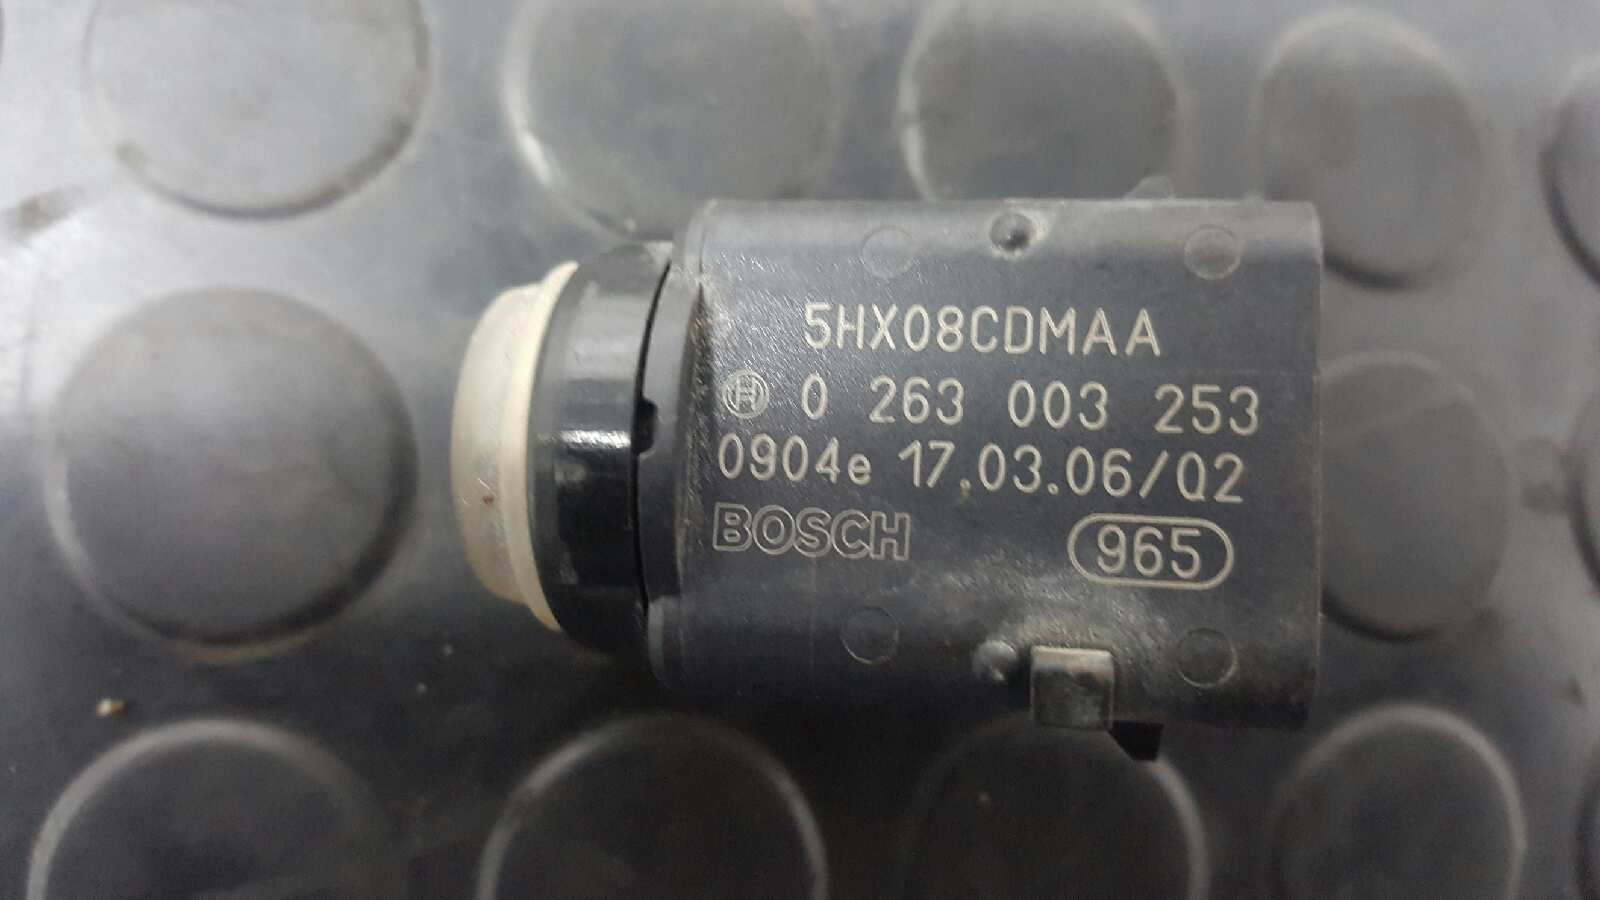 5HX08CDMAA
0 263 003 253
0904e 17.03.06/Q2
BOSCH 965